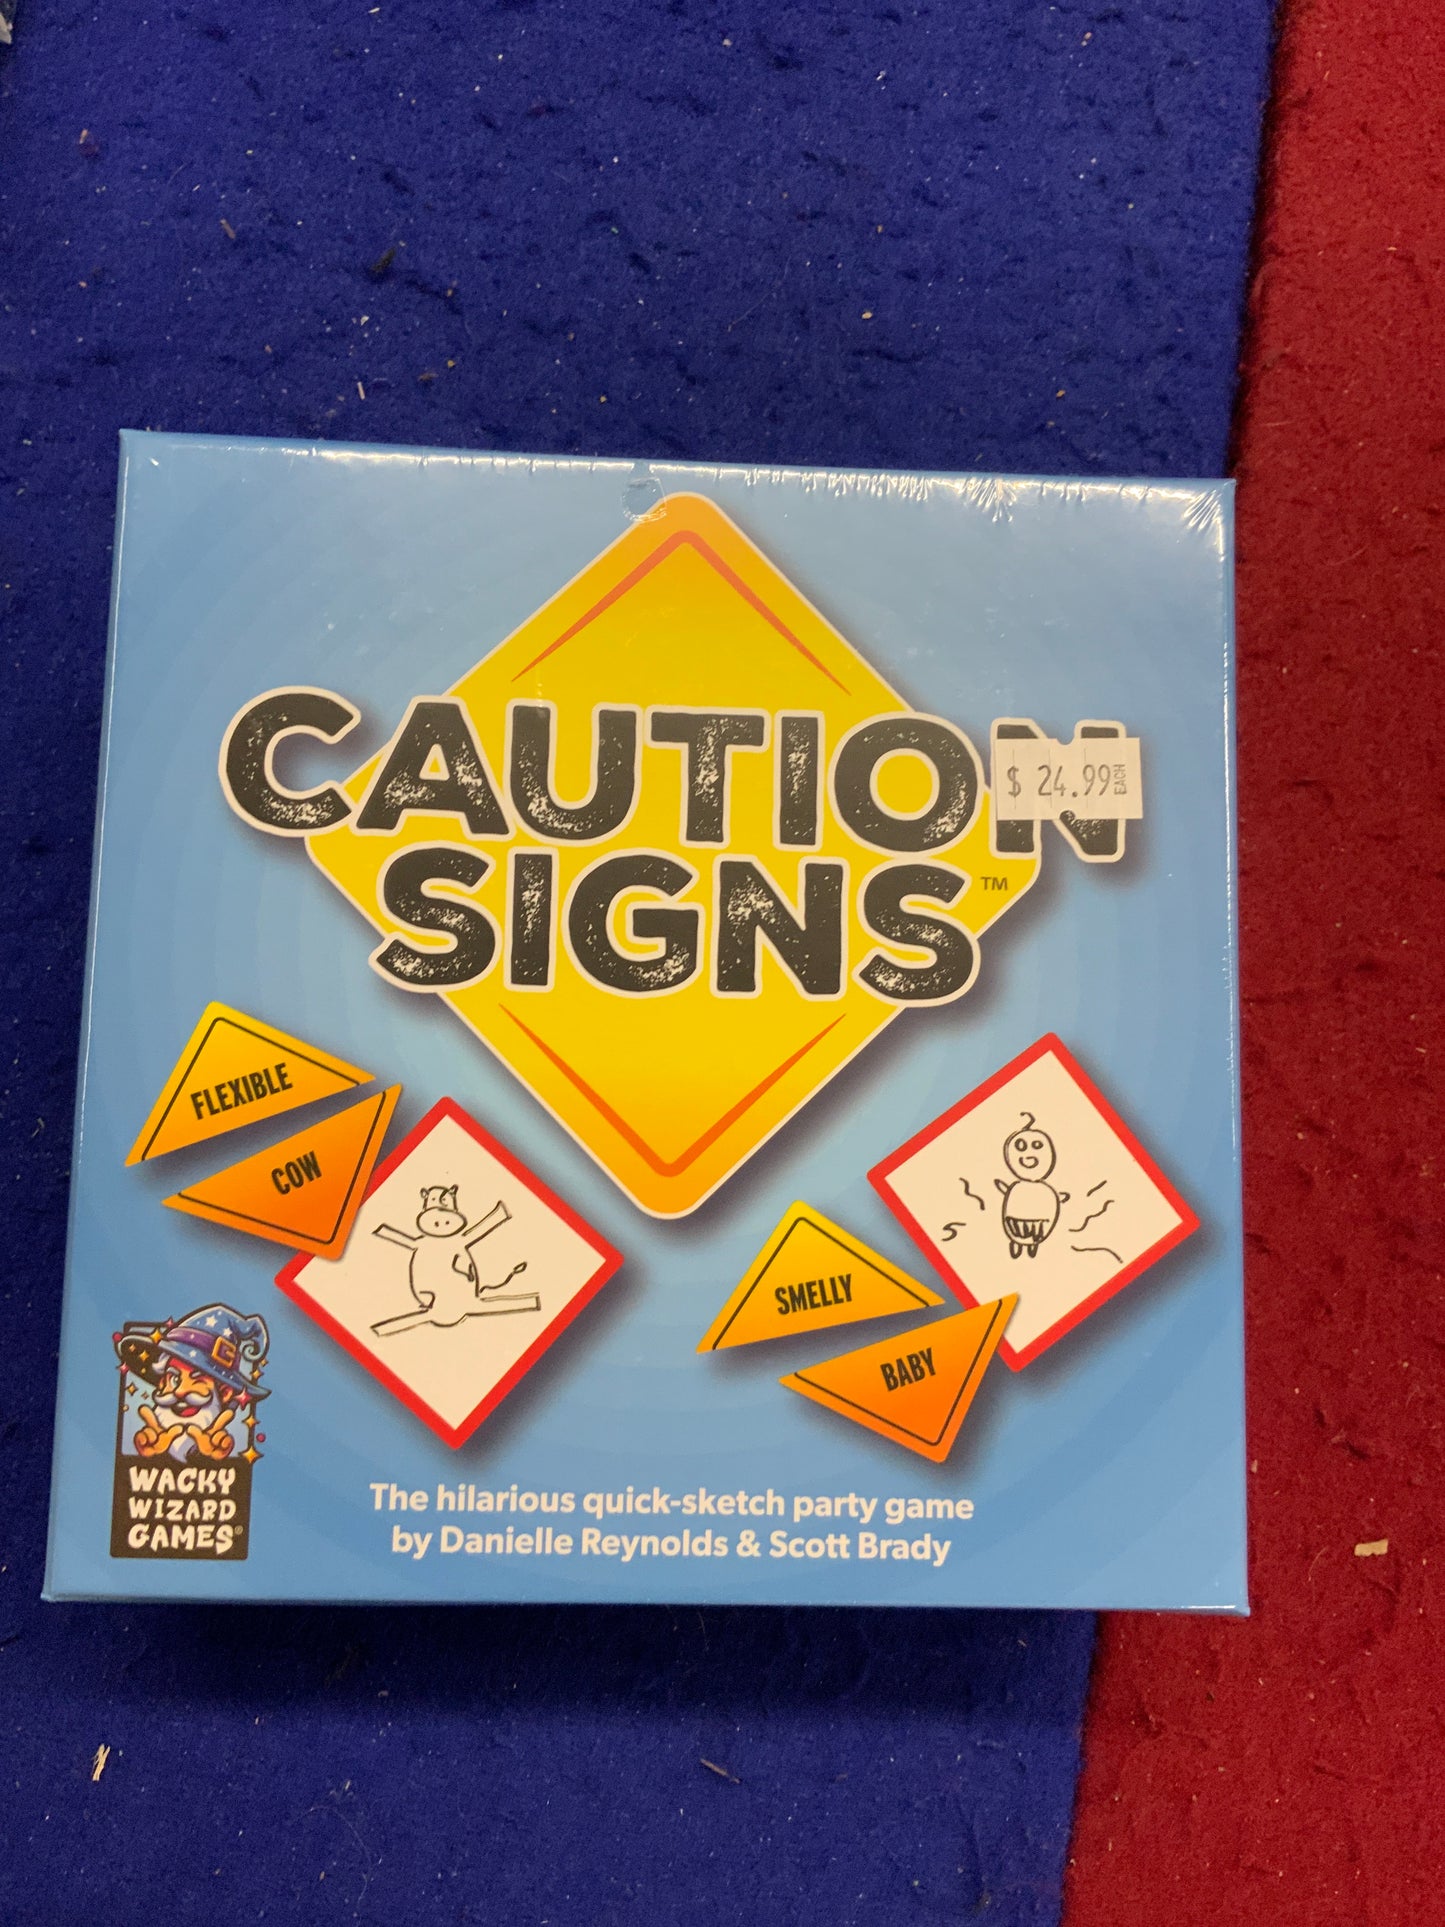 CAUTION
$ 24.99 EACH
SIGNS™
FLEXIBLE
COW
SMELLY
BABY
WACKY
WIZARD
GAMES®
The hilarious quick-sketch party game
by Danielle Reynolds & Scott Brady